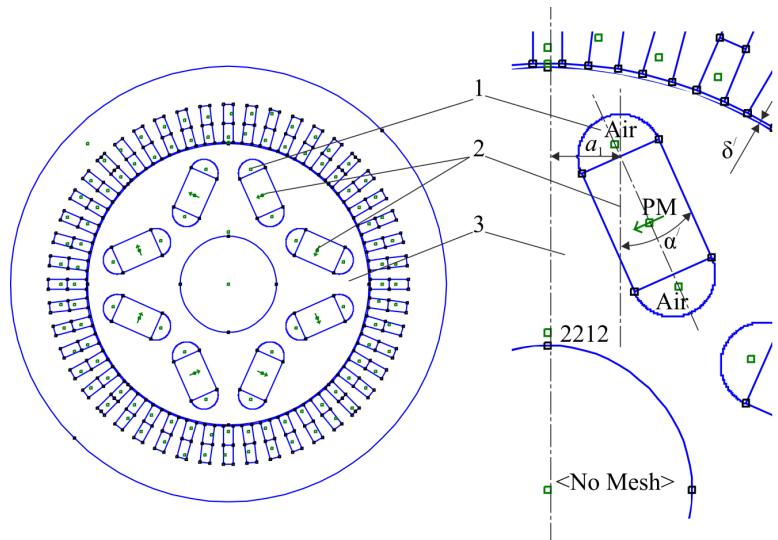 1
2
3
Air
a₁
δ′
PM
α′
Air
2212
<No Mesh>